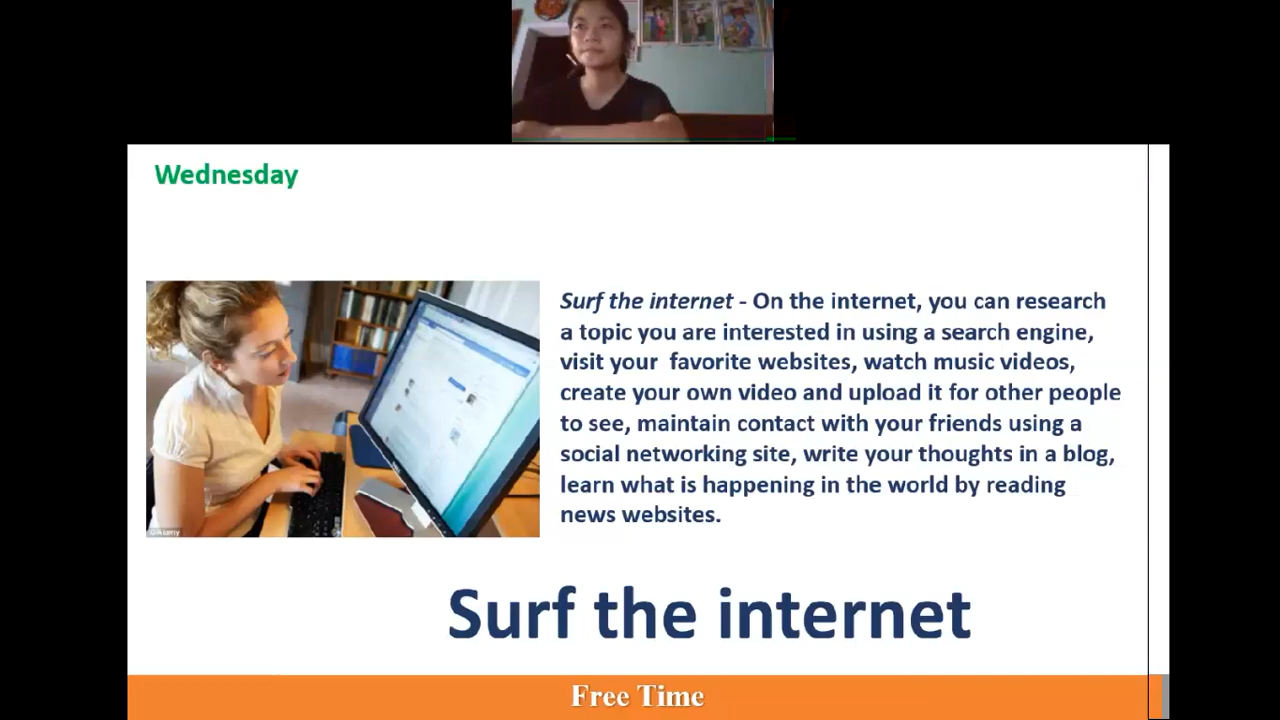 Wednesday
Surf the internet - On the internet, you can research
a topic you are interested in using a search engine,
visit your favorite websites, watch music videos,
create your own video and upload it for other people
to see, maintain contact with your friends using a
social networking site, write your thoughts in a blog,
learn what is happening in the world by reading
news websites.
Surf the internet
Free Time